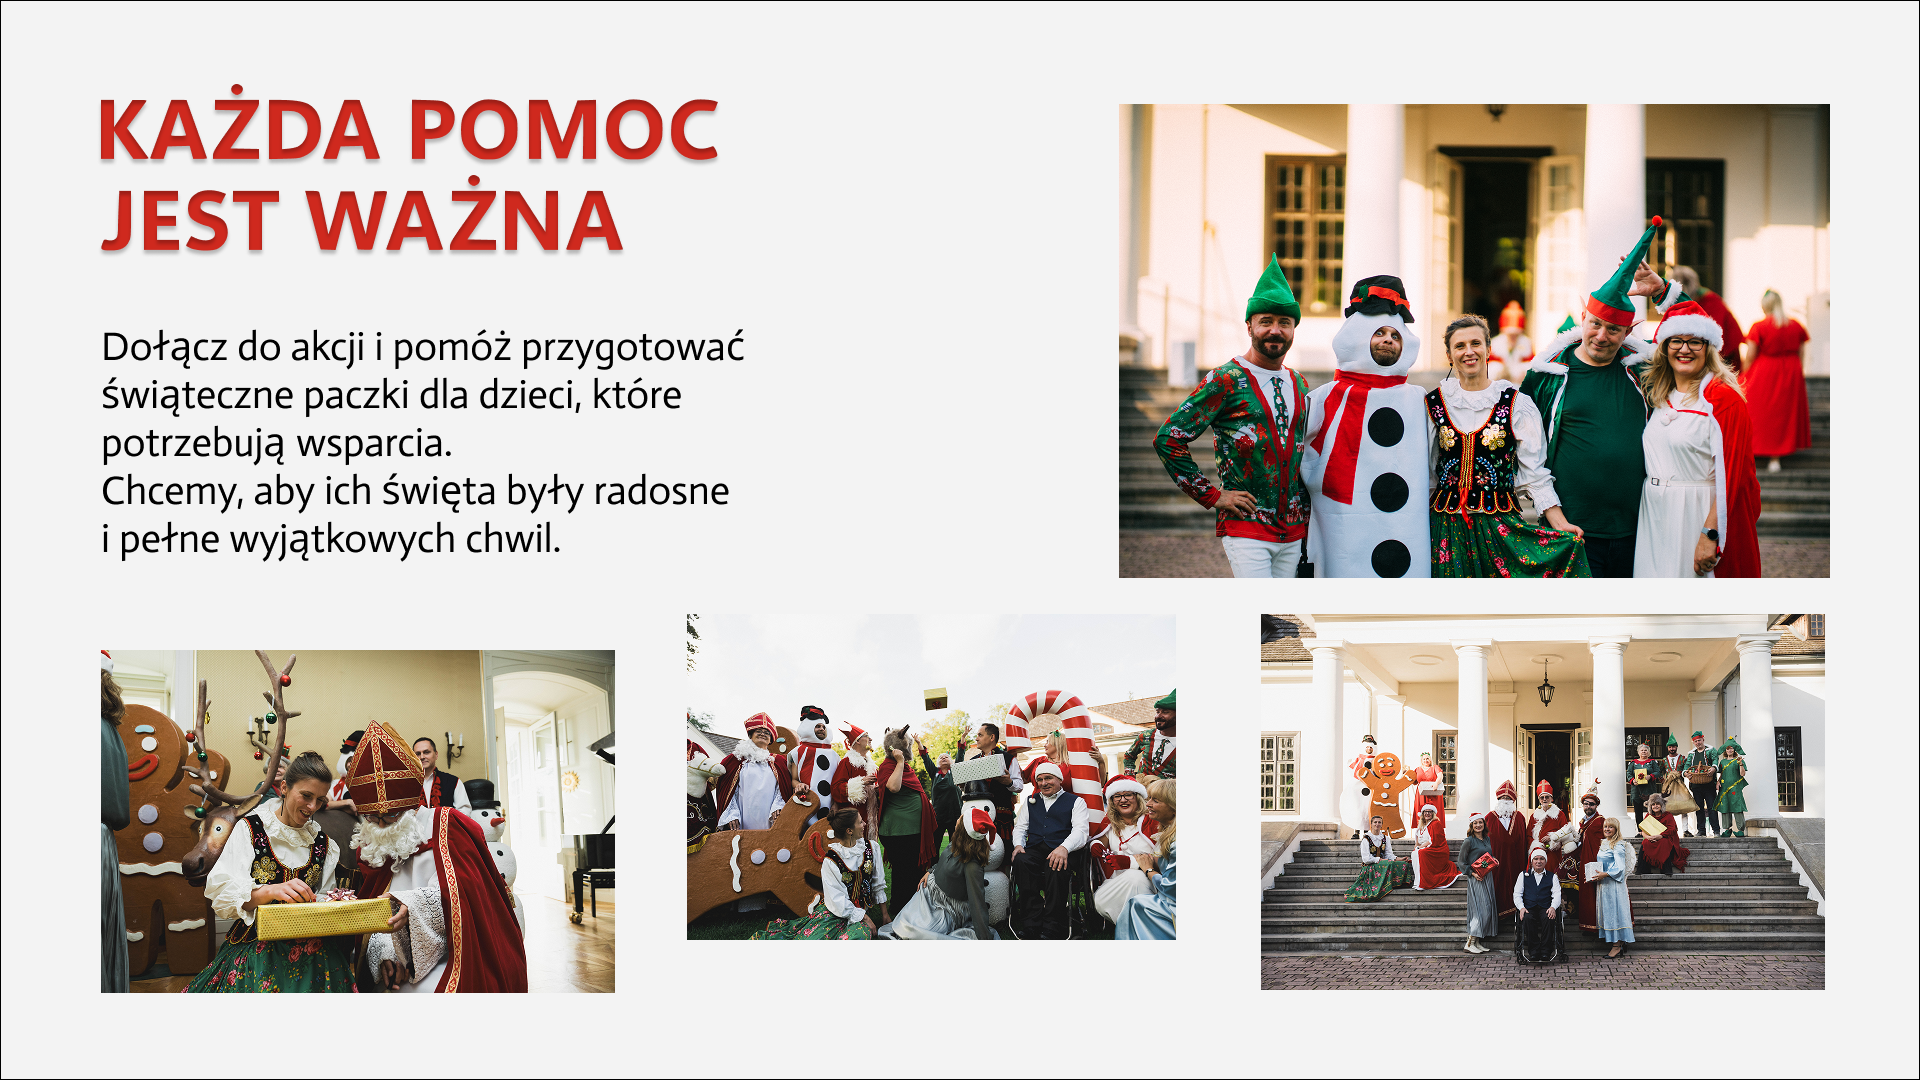 KAŻDA POMOC
JEST WAŻNA
Dołącz do akcji i pomóż przygotować
świąteczne paczki dla dzieci, które
potrzebują wsparcia.
Chcemy, aby ich święta były radosne
i pełne wyjątkowych chwil.